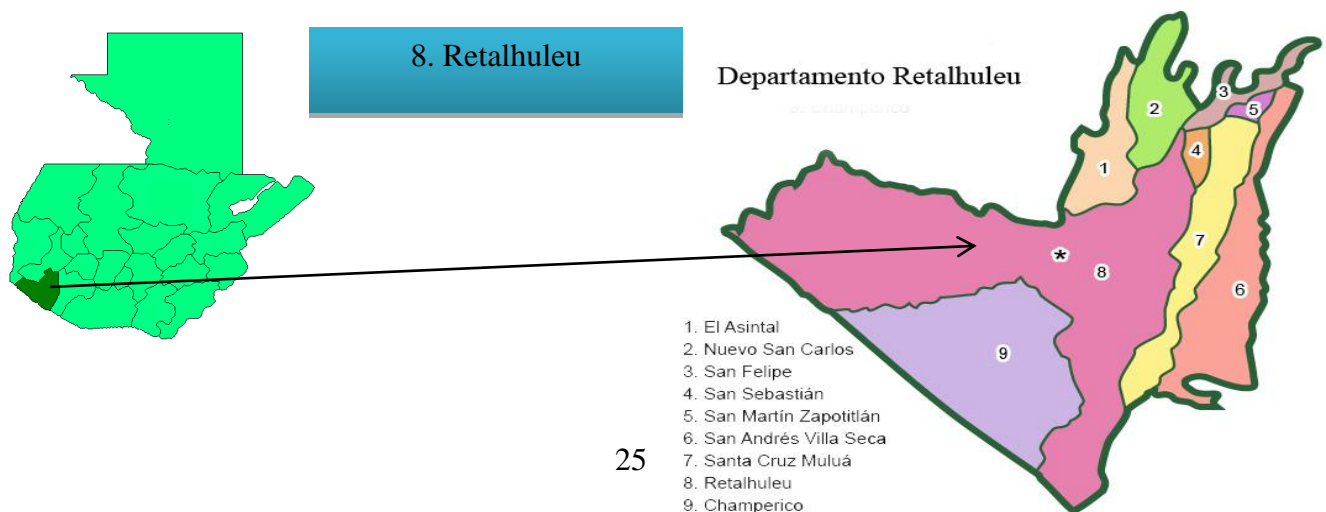 8. Retalhuleu
Departamento Retalhuleu
9. Champerico
1
2
3
4
5
6
7
*
8
9
1. El Asintal
2. Nuevo San Carlos
3. San Felipe
4. San Sebastián
5. San Martín Zapotitlán
6. San Andrés Villa Seca
7. Santa Cruz Muluá
8. Retalhuleu
9. Champerico
25